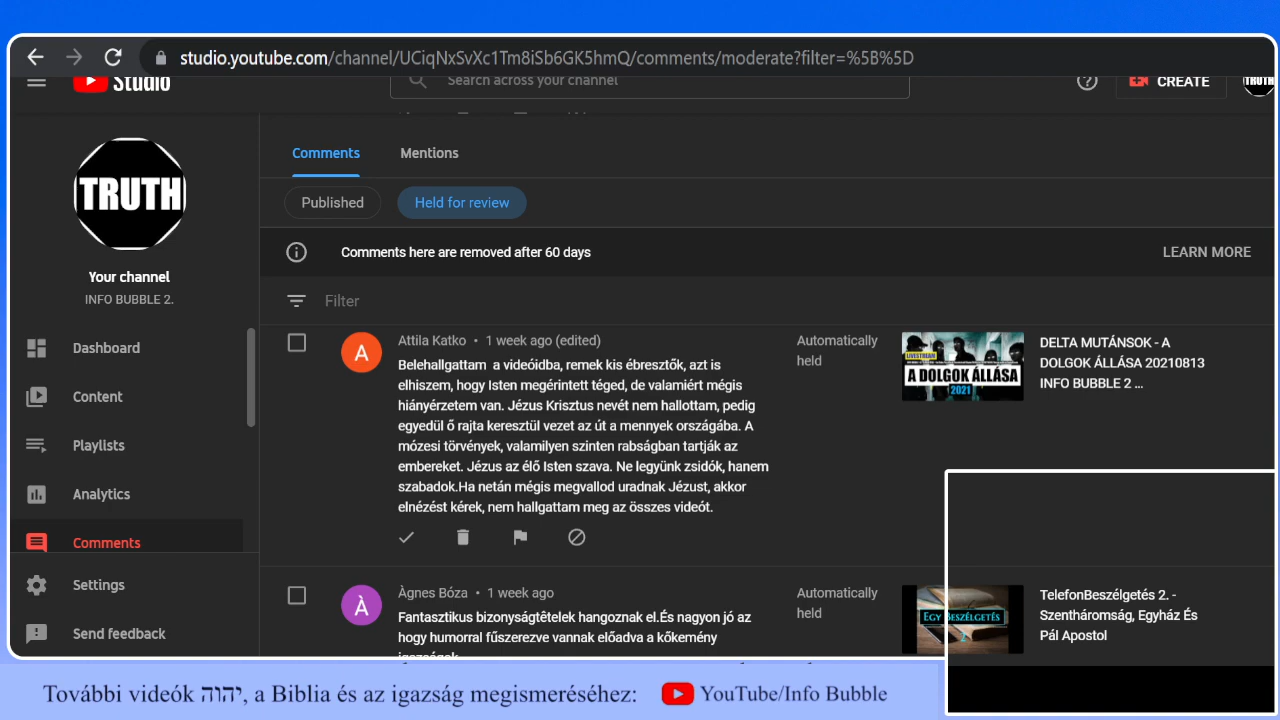 studio.youtube.com/channel/UCiqNxSvXc1Tm8iSb6GK5hmQ/comments/moderate?filter=%5B%5D
Studio
Search across your channel
CREATE
TRUTH
TRUTH
Your channel
INFO BUBBLE 2.
Dashboard
Content
Playlists
Analytics
Comments
Settings
Send feedback
Comments
Mentions
Published
Held for review
Comments here are removed after 60 days
LEARN MORE
Filter
Attila Katko • 1 week ago (edited)
Belehallgattam a videóidba, remek kis ébresztők, azt is
elhiszem, hogy Isten megérintett téged, de valamiért mégis
hiányérzetem van. Jézus Krisztus nevét nem hallottam, pedig
egyedül ő rajta keresztül vezet az út a mennyek országába. A
mózesi törvények, valamilyen szinten rabságban tartják az
embereket. Jézus az élő Isten szava. Ne legyünk zsidók, hanem
szabadok.Ha netán mégis megvallod uradnak Jézust, akkor
elnézést kérek, nem hallgattam meg az összes videót.
Automatically
held
LIVESTREAM
A DOLGOK ÁLLÁSA
2021
DELTA MUTÁNSOK - A
DOLGOK ÁLLÁSA 20210813
INFO BUBBLE 2 ...
Àgnes Bóza • 1 week ago
Fantasztikus bizonyságtételek hangoznak el.És nagyon jó az
hogy humorral fűszerezve vannak előadva a kőkemény
igazságok
Automatically
held
EGY BESZÉLGETÉS
2
TelefonBeszélgetés 2. -
Szentháromság, Egyház És
Pál Apostol
További videók יהוה, a Biblia és az igazság megismeréséhez:
YouTube/Info Bubble